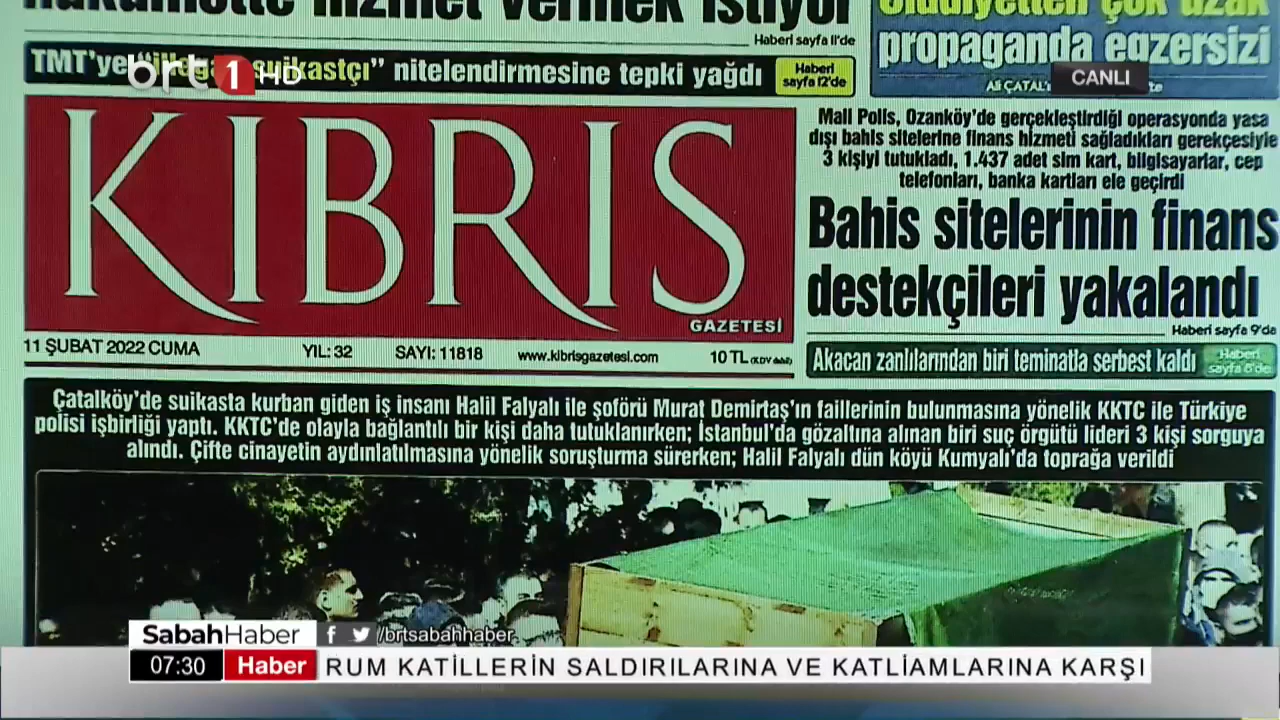 hizmet vermek istiyor
Haberi sayfa 11'de
propaganda egzersizi
TMT'ye suikastçı” nitelendirmesine tepki yağdı
Haberi
sayfa 12'de
brt 1 HD
CANLI
Ali ÇATAL
KIBRIS
GAZETESİ
11 ŞUBAT 2022 CUMA
YIL: 32
SAYI: 11818
www.kibrisgazetesi.com
10 TL (KDV dahil)
Mali Polis, Ozanköy'de gerçekleştirdiği operasyonda yasa
dışı bahis sitelerine finans hizmeti sağladıkları gerekçesiyle
3 kişiyi tutukladı, 1.437 adet sim kart, bilgisayarlar, cep
telefonları, banka kartları ele geçirdi
Bahis sitelerinin finans
destekçileri yakalandı
Haberi sayfa 9'de
Akacan zanlılarından biri teminatla serbest kaldı
Haberi
Çatalköy'de suikasta kurban giden iş insanı Halil Falyalı ile şoförü Murat Demirtaş'ın faillerinin bulunmasına yönelik KKTC ile Türkiye
polisi işbirliği yaptı. KKTC'de olayla bağlantılı bir kişi daha tutuklanırken; İstanbul'da gözaltına alınan biri suç örgütü lideri 3 kişi sorguya
alındı. Çifte cinayetin aydınlatılmasına yönelik soruşturma sürerken; Halil Falyalı dün köyü Kumyalı'da toprağa verildi
SabahHaber
/brtsabahhaber
07:30
Haber
RUM KATİLLERİN SALDIRILARINA VE KATLİAMLARINA KARŞI